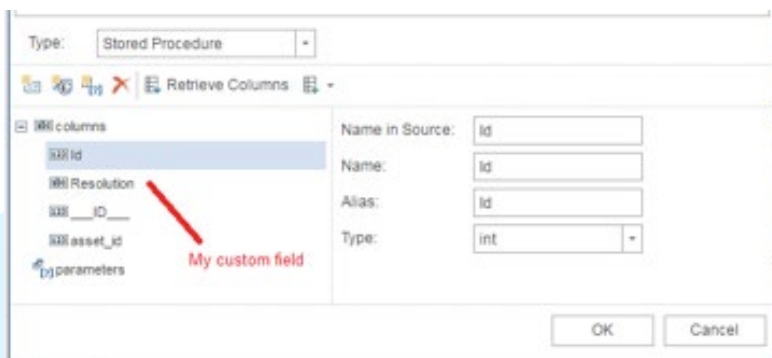 Type: Stored Procedure
Retrieve Columns
columns
Id
Resolution
___ID___
asset_id
parameters
My custom field
Name in Source: Id
Name: Id
Alias: Id
Type: int
OK Cancel